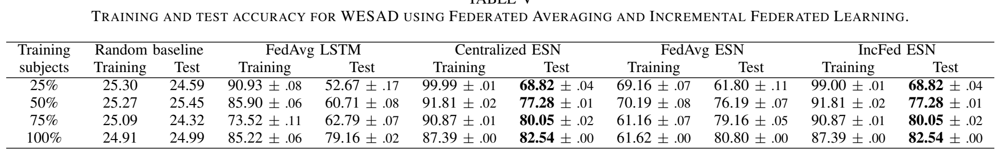 TABLE V
TRAINING AND TEST ACCURACY FOR WESAD USING FEDERATED AVERAGING AND INCREMENTAL FEDERATED LEARNING.
Training Random baseline FedAvg LSTM Centralized ESN FedAvg ESN IncFed ESN
subjects Training Test Training Test Training Test Training Test Training Test
25% 25.30 24.59 90.93 ± .08 52.67 ± .17 99.99 ± .01 68.82 ± .04 69.16 ± .07 61.80 ± .11 99.00 ± .01 68.82 ± .04
50% 25.27 25.45 85.90 ± .06 60.71 ± .08 91.81 ± .02 77.28 ± .01 70.19 ± .08 76.19 ± .07 91.81 ± .02 77.28 ± .01
75% 25.09 24.32 73.52 ± .11 62.79 ± .07 90.87 ± .01 80.05 ± .02 61.16 ± .07 79.16 ± .05 90.87 ± .01 80.05 ± .02
100% 24.91 24.99 85.22 ± .06 79.16 ± .02 87.39 ± .00 82.54 ± .00 61.62 ± .00 80.80 ± .00 87.39 ± .00 82.54 ± .00